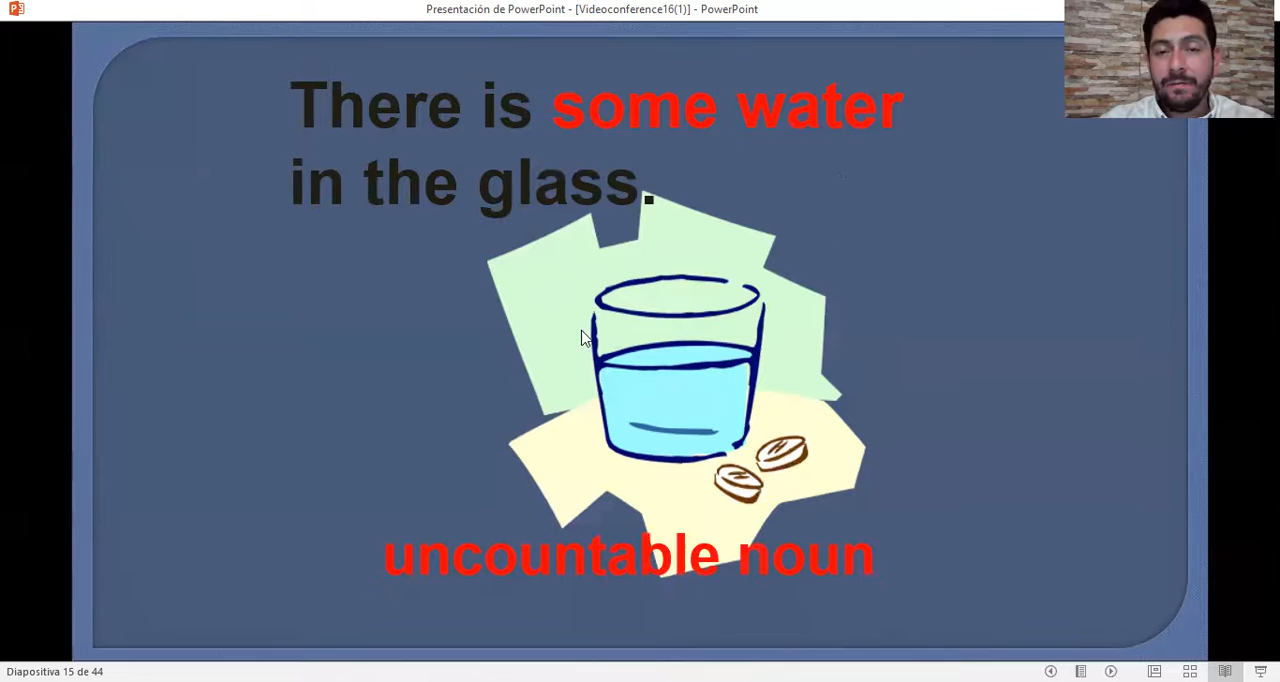 Presentación de PowerPoint - [Videoconference16(1)] - PowerPoint
There is some water
in the glass.
uncountable noun
Diapositiva 15 de 44